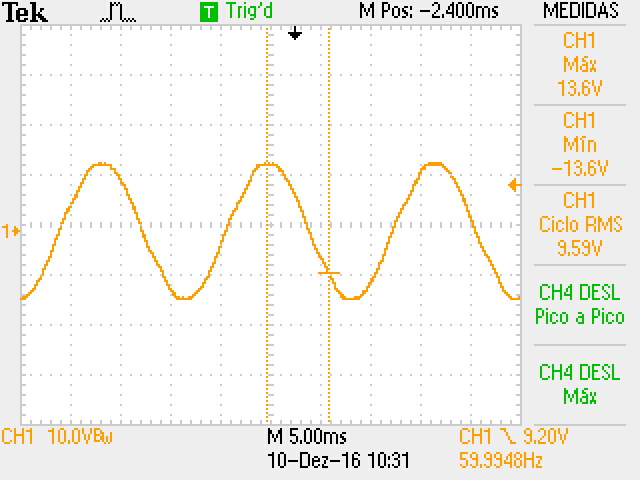 Tek T Trig'd M Pos: -2.400ms MEDIDAS
CH1
Máx
13.6V
CH1
Mín
-13.6V
CH1
Ciclo RMS
9.59V
CH4 DESL
Pico a Pico
CH4 DESL
Máx
1
CH1 10.0VBw M 5.00ms CH1 9.20V
10-Dez-16 10:31 59.9948Hz